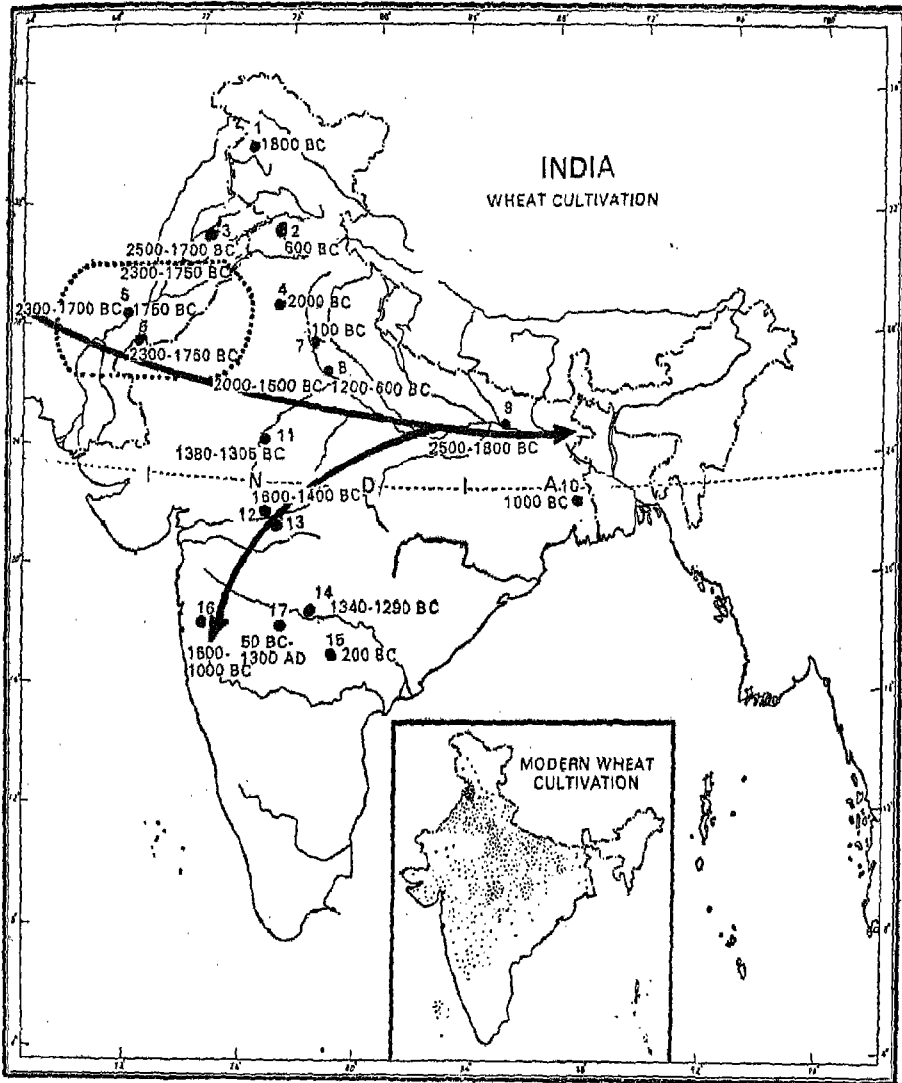 INDIA
WHEAT CULTIVATION
1
1800 BC
3
2500-1700 BC
2
600 BC
2300-1750 BC
5
2300-1700 BC
1750 BC
4
2000 BC
6
2300-1750 BC
100 BC
7
8
2000-1500 BC
1200-600 BC
9
2500-1800 BC
11
1380-1305 BC
N
D
A
10
1000 BC
1600-1400 BC
12
13
14
1340-1290 BC
16
1500-
1000 BC
17
50 BC-
1300 AD
15
200 BC
MODERN WHEAT
CULTIVATION